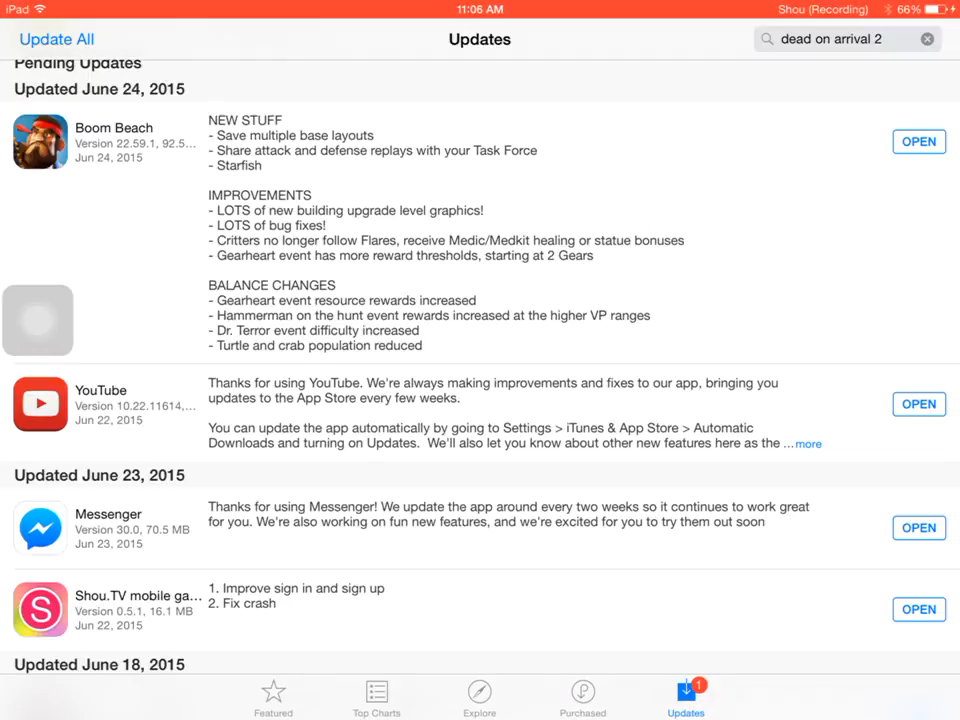 iPad 11:06 AM Shou (Recording) 66%
Update All Updates dead on arrival 2
Pending Updates
Updated June 24, 2015
Boom Beach
Version 22.59.1, 92.5...
Jun 24, 2015
NEW STUFF
- Save multiple base layouts
- Share attack and defense replays with your Task Force
- Starfish
IMPROVEMENTS
- LOTS of new building upgrade level graphics!
- LOTS of bug fixes!
- Critters no longer follow Flares, receive Medic/Medkit healing or statue bonuses
- Gearheart event has more reward thresholds, starting at 2 Gears
BALANCE CHANGES
- Gearheart event resource rewards increased
- Hammerman on the hunt event rewards increased at the higher VP ranges
- Dr. Terror event difficulty increased
- Turtle and crab population reduced
OPEN
YouTube
Version 10.22.11614,...
Jun 22, 2015
Thanks for using YouTube. We're always making improvements and fixes to our app, bringing you
updates to the App Store every few weeks.
You can update the app automatically by going to Settings > iTunes & App Store > Automatic
Downloads and turning on Updates. We'll also let you know about other new features here as the ...more
OPEN
Updated June 23, 2015
Messenger
Version 30.0, 70.5 MB
Jun 23, 2015
Thanks for using Messenger! We update the app around every two weeks so it continues to work great
for you. We're also working on fun new features, and we're excited for you to try them out soon
OPEN
S
Shou.TV mobile ga...
Version 0.5.1, 16.1 MB
Jun 22, 2015
1. Improve sign in and sign up
2. Fix crash
OPEN
Updated June 18, 2015
1
Featured Top Charts Explore Purchased Updates